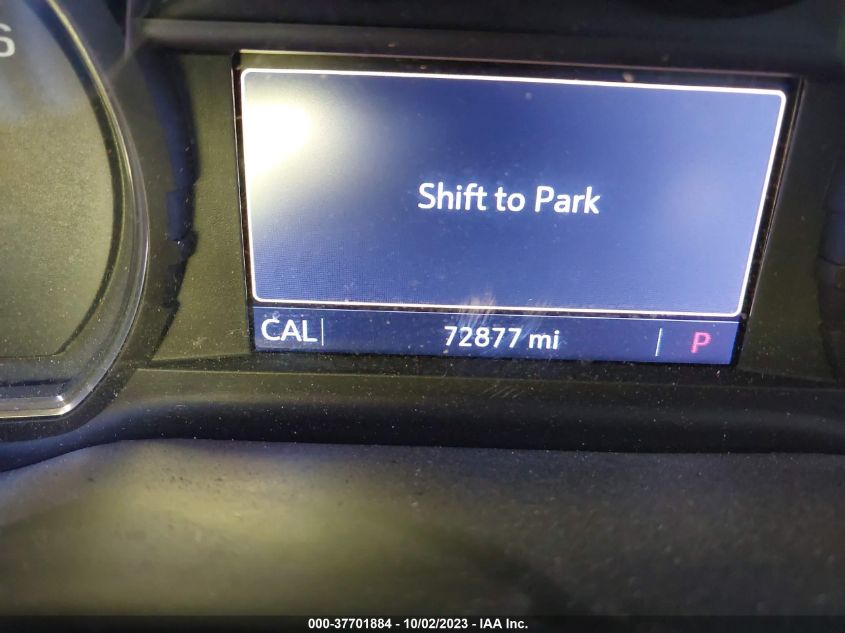 Shift to Park
CAL 72877 mi P
000-37701884 - 10/02/2023 - IAA Inc.